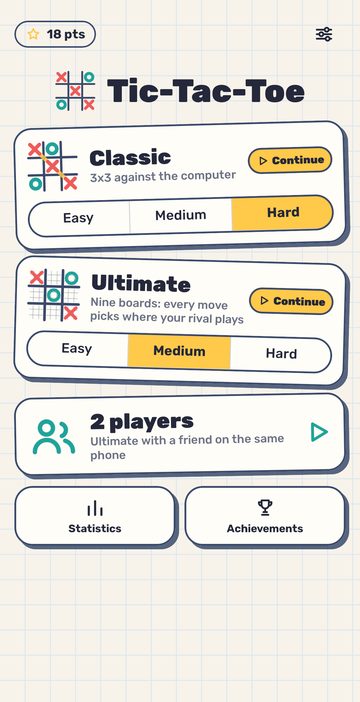 18 pts
Tic-Tac-Toe
Classic
3x3 against the computer
Continue
Easy
Medium
Hard
Ultimate
Nine boards: every move
picks where your rival plays
Continue
Easy
Medium
Hard
2 players
Ultimate with a friend on the same
phone
Statistics
Achievements